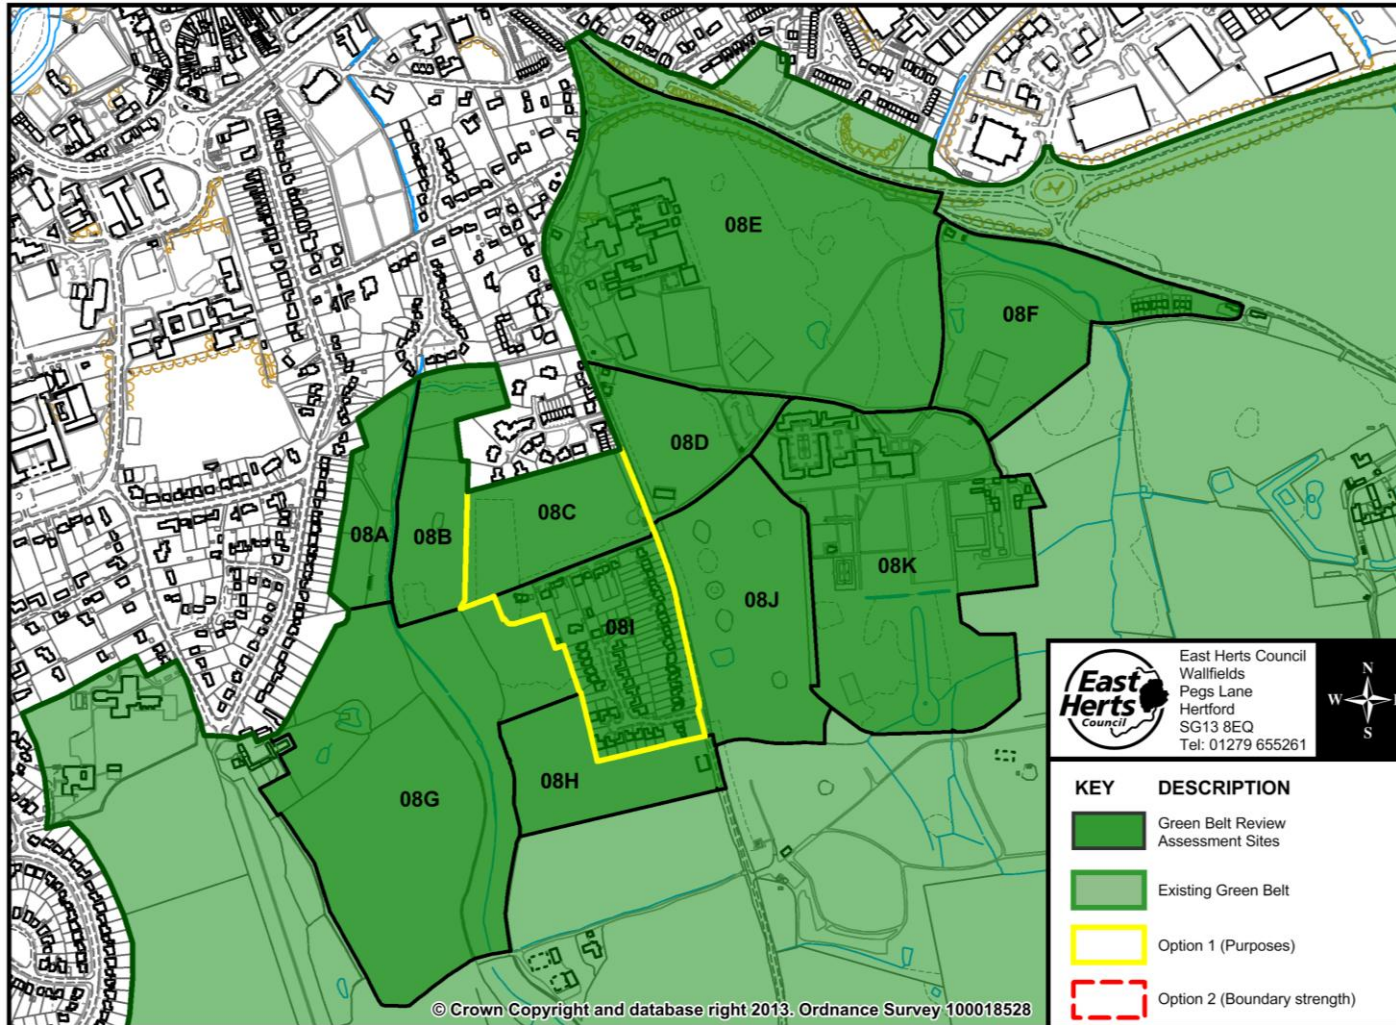 08E
08F
08D
08C
08A
08B
08K
08J
08I
08H
08G
East
Herts
Council
East Herts Council
Wallfields
Pegs Lane
Hertford
SG13 8EQ
Tel: 01279 655261
N
W
E
S
KEY DESCRIPTION
Green Belt Review
Assessment Sites
Existing Green Belt
Option 1 (Purposes)
Option 2 (Boundary strength)
© Crown Copyright and database right 2013. Ordnance Survey 100018528